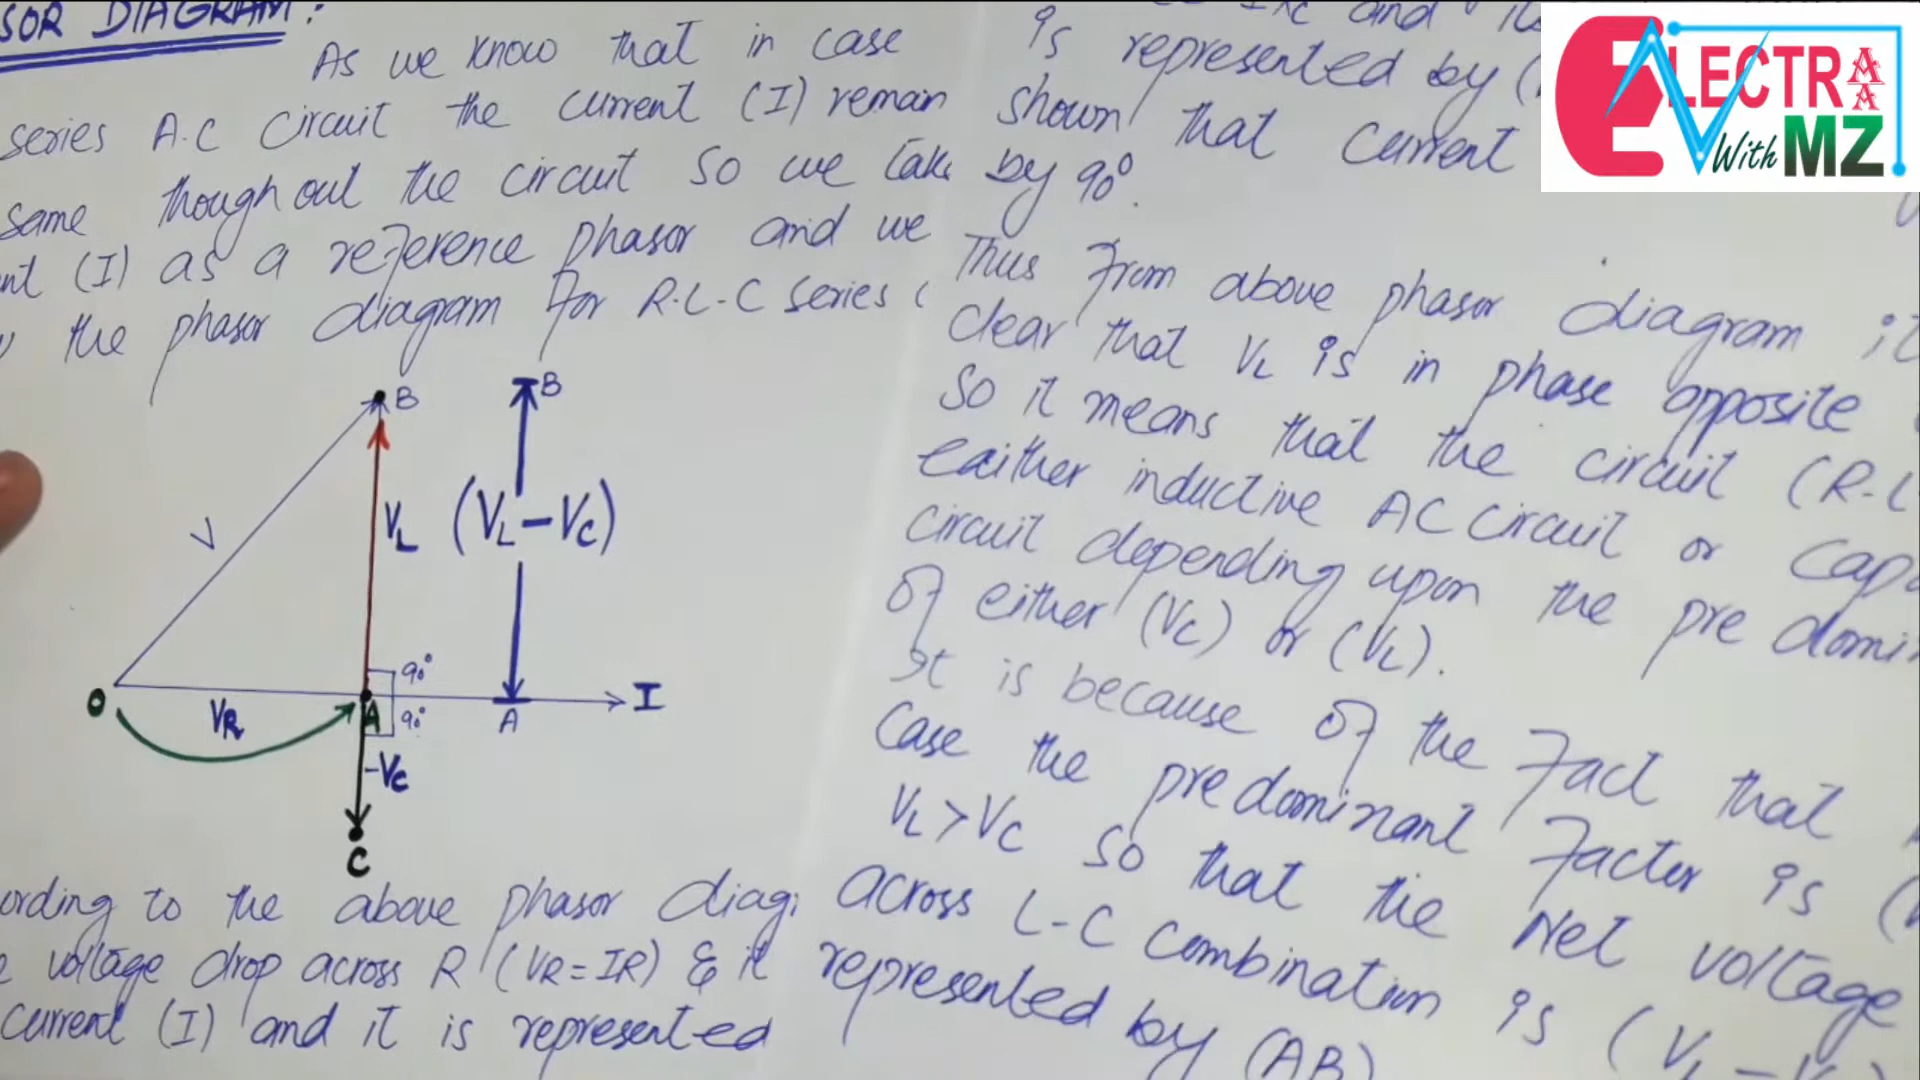 SOR DIAGRAM:
As we know that in case
series A.C Circuit the current (I) remain
same thoughout the circuit so we take
nt (I) as a reference phasor and we
the phasor diagram for R-L-C series
B
V
VL
O
VR
A
90°
90°
-VC
C
B
(VL-VC)
A
I
ording to the above phasor diag
voltage drop across R (VR=IR) & it
current (I) and it is represented
and
is represented by (
shown that current
by 90°.
Thus from above phasor diagram it
clear that VL is in phase opposite
So it means that the circuit (R-L
eaither inductive AC Circuit or Capa
circuit depending upon the pre domin
of either (VC) or (VL).
It is because of the fact that
case the predominant factor is (
VL>VC so that the Net voltage
across L-C combination is (VL-V
represented by (AB)
ELECTRA
With MZ